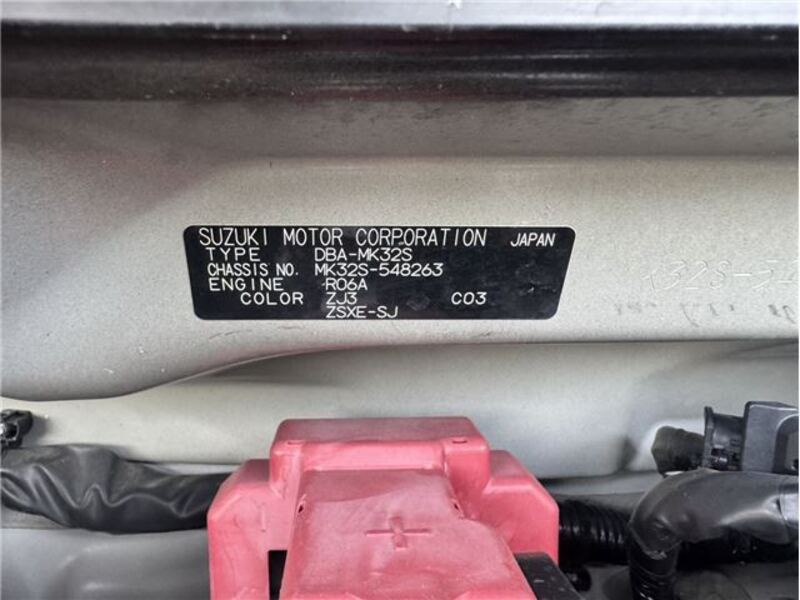 SUZUKI MOTOR CORPORATION JAPAN
TYPE DBA-MK32S
CHASSIS NO. MK32S-548263
ENGINE R06A
COLOR ZJ3 C03
ZSXE-SJ
+